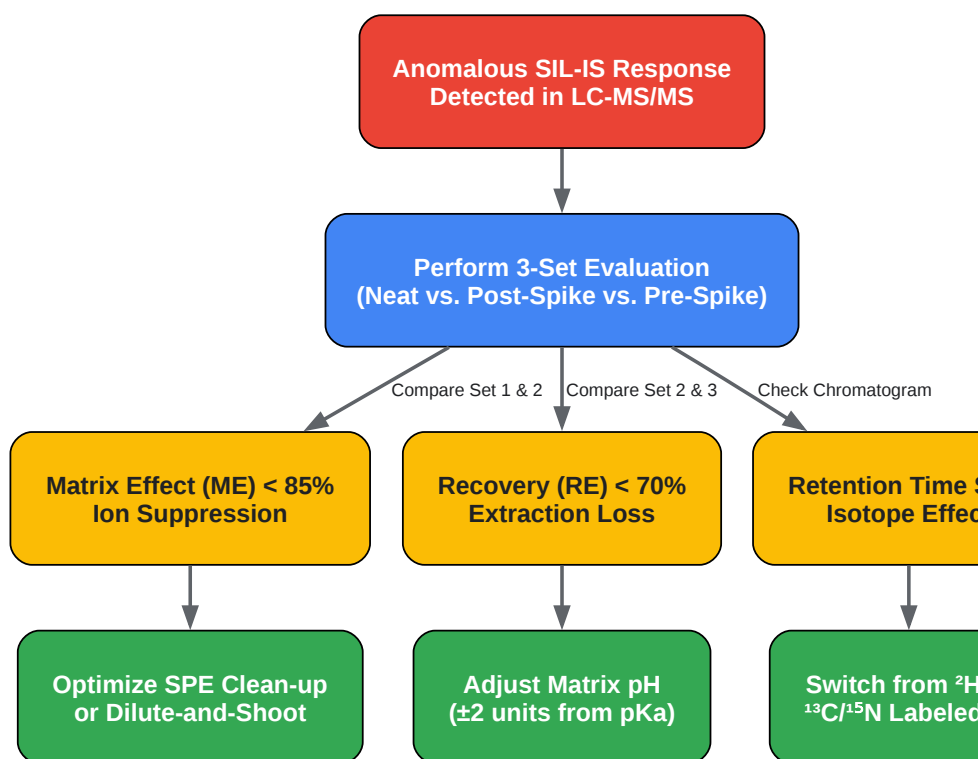 Anomalous SIL-IS Response
Detected in LC-MS/MS
Perform 3-Set Evaluation
(Neat vs. Post-Spike vs. Pre-Spike)
Compare Set 1 & 2
Compare Set 2 & 3
Check Chromatogram
Matrix Effect (ME) < 85%
Ion Suppression
Recovery (RE) < 70%
Extraction Loss
Retention Time
Isotope
Optimize SPE Clean-up
or Dilute-and-Shoot
Adjust Matrix pH
(±2 units from pKa)
Switch from ²H
¹³C/¹⁵N Labeled